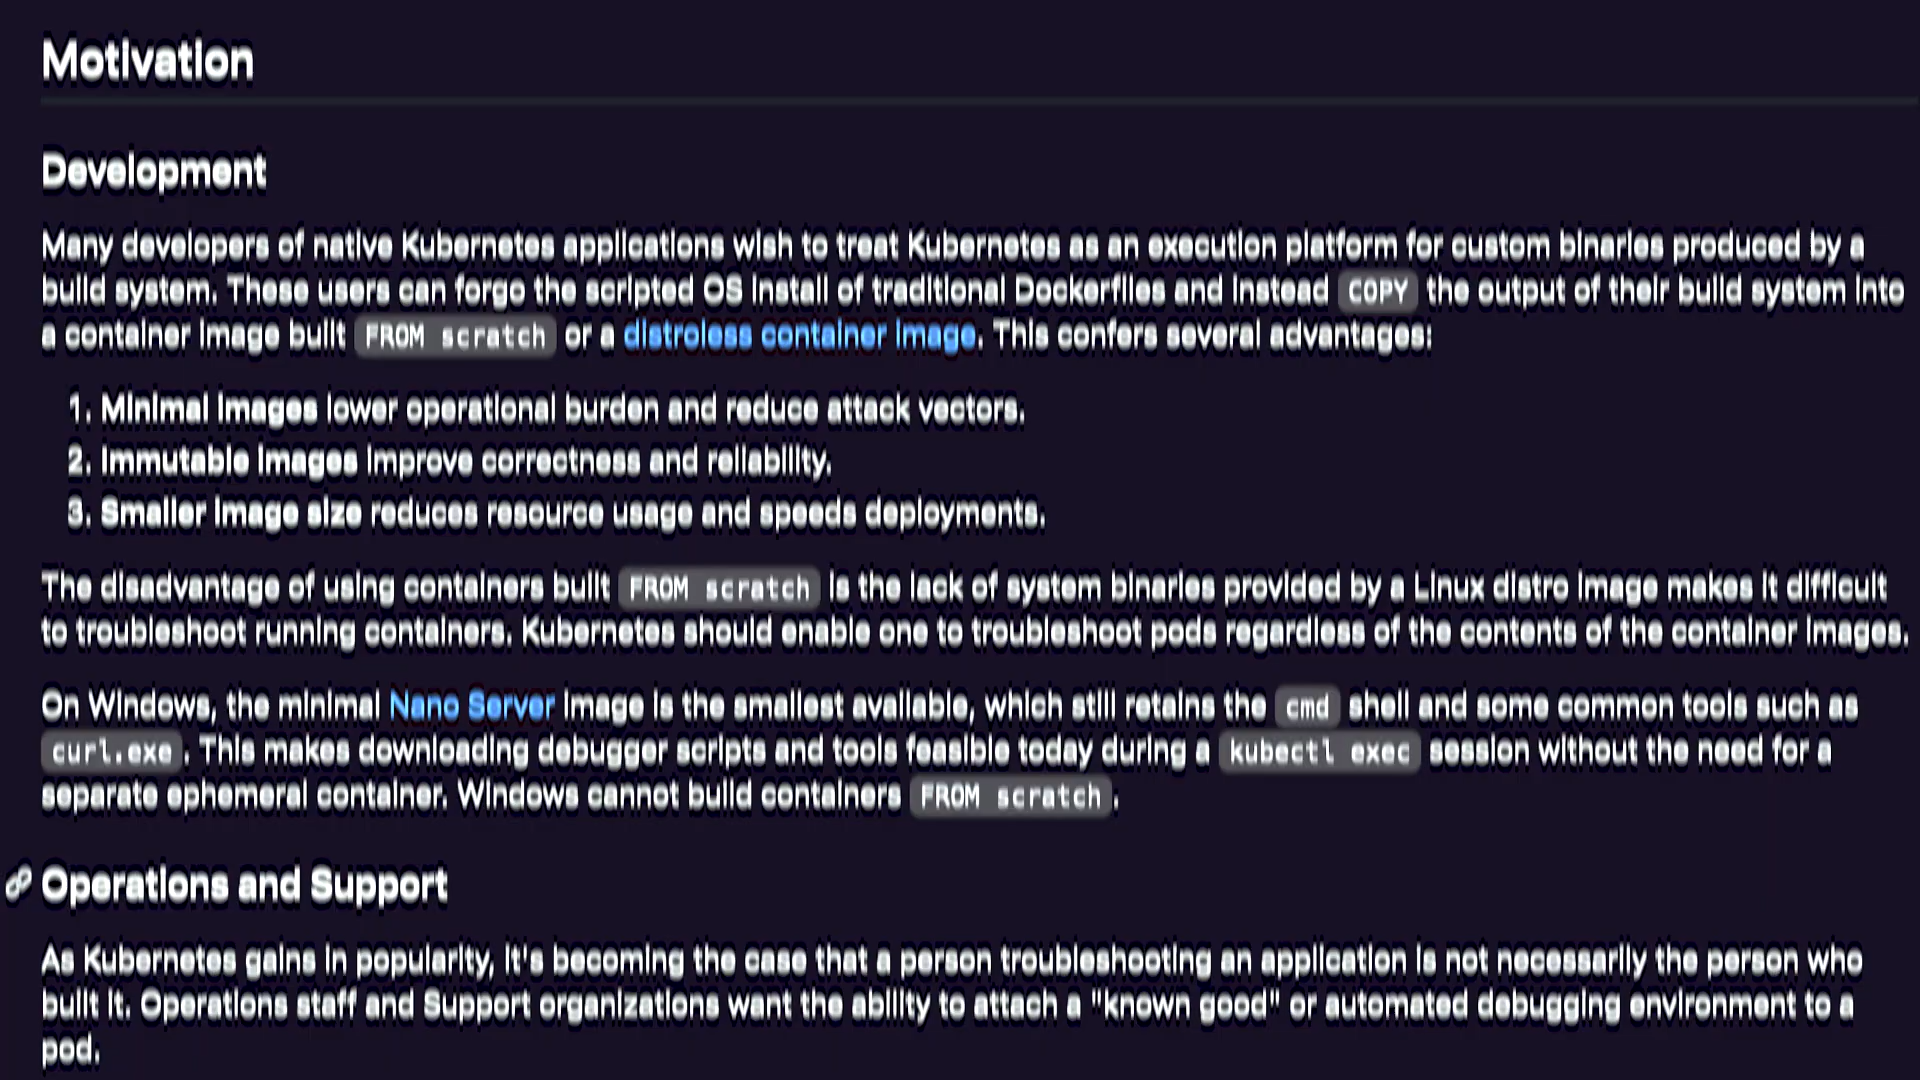 Motivation
Development
Many developers of native Kubernetes applications wish to treat Kubernetes as an execution platform for custom binaries produced by a
build system. These users can forgo the scripted OS install of traditional Dockerfiles and instead COPY the output of their build system into
a container image built FROM scratch or a distroless container image. This confers several advantages:
1. Minimal images lower operational burden and reduce attack vectors.
2. Immutable images improve correctness and reliability.
3. Smaller image size reduces resource usage and speeds deployments.
The disadvantage of using containers built FROM scratch is the lack of system binaries provided by a Linux distro image makes it difficult
to troubleshoot running containers. Kubernetes should enable one to troubleshoot pods regardless of the contents of the container images.
On Windows, the minimal Nano Server image is the smallest available, which still retains the cmd shell and some common tools such as
curl.exe. This makes downloading debugger scripts and tools feasible today during a kubectl exec session without the need for a
separate ephemeral container. Windows cannot build containers FROM scratch.
Operations and Support
As Kubernetes gains in popularity, it's becoming the case that a person troubleshooting an application is not necessarily the person who
built it. Operations staff and Support organizations want the ability to attach a "known good" or automated debugging environment to a
pod.